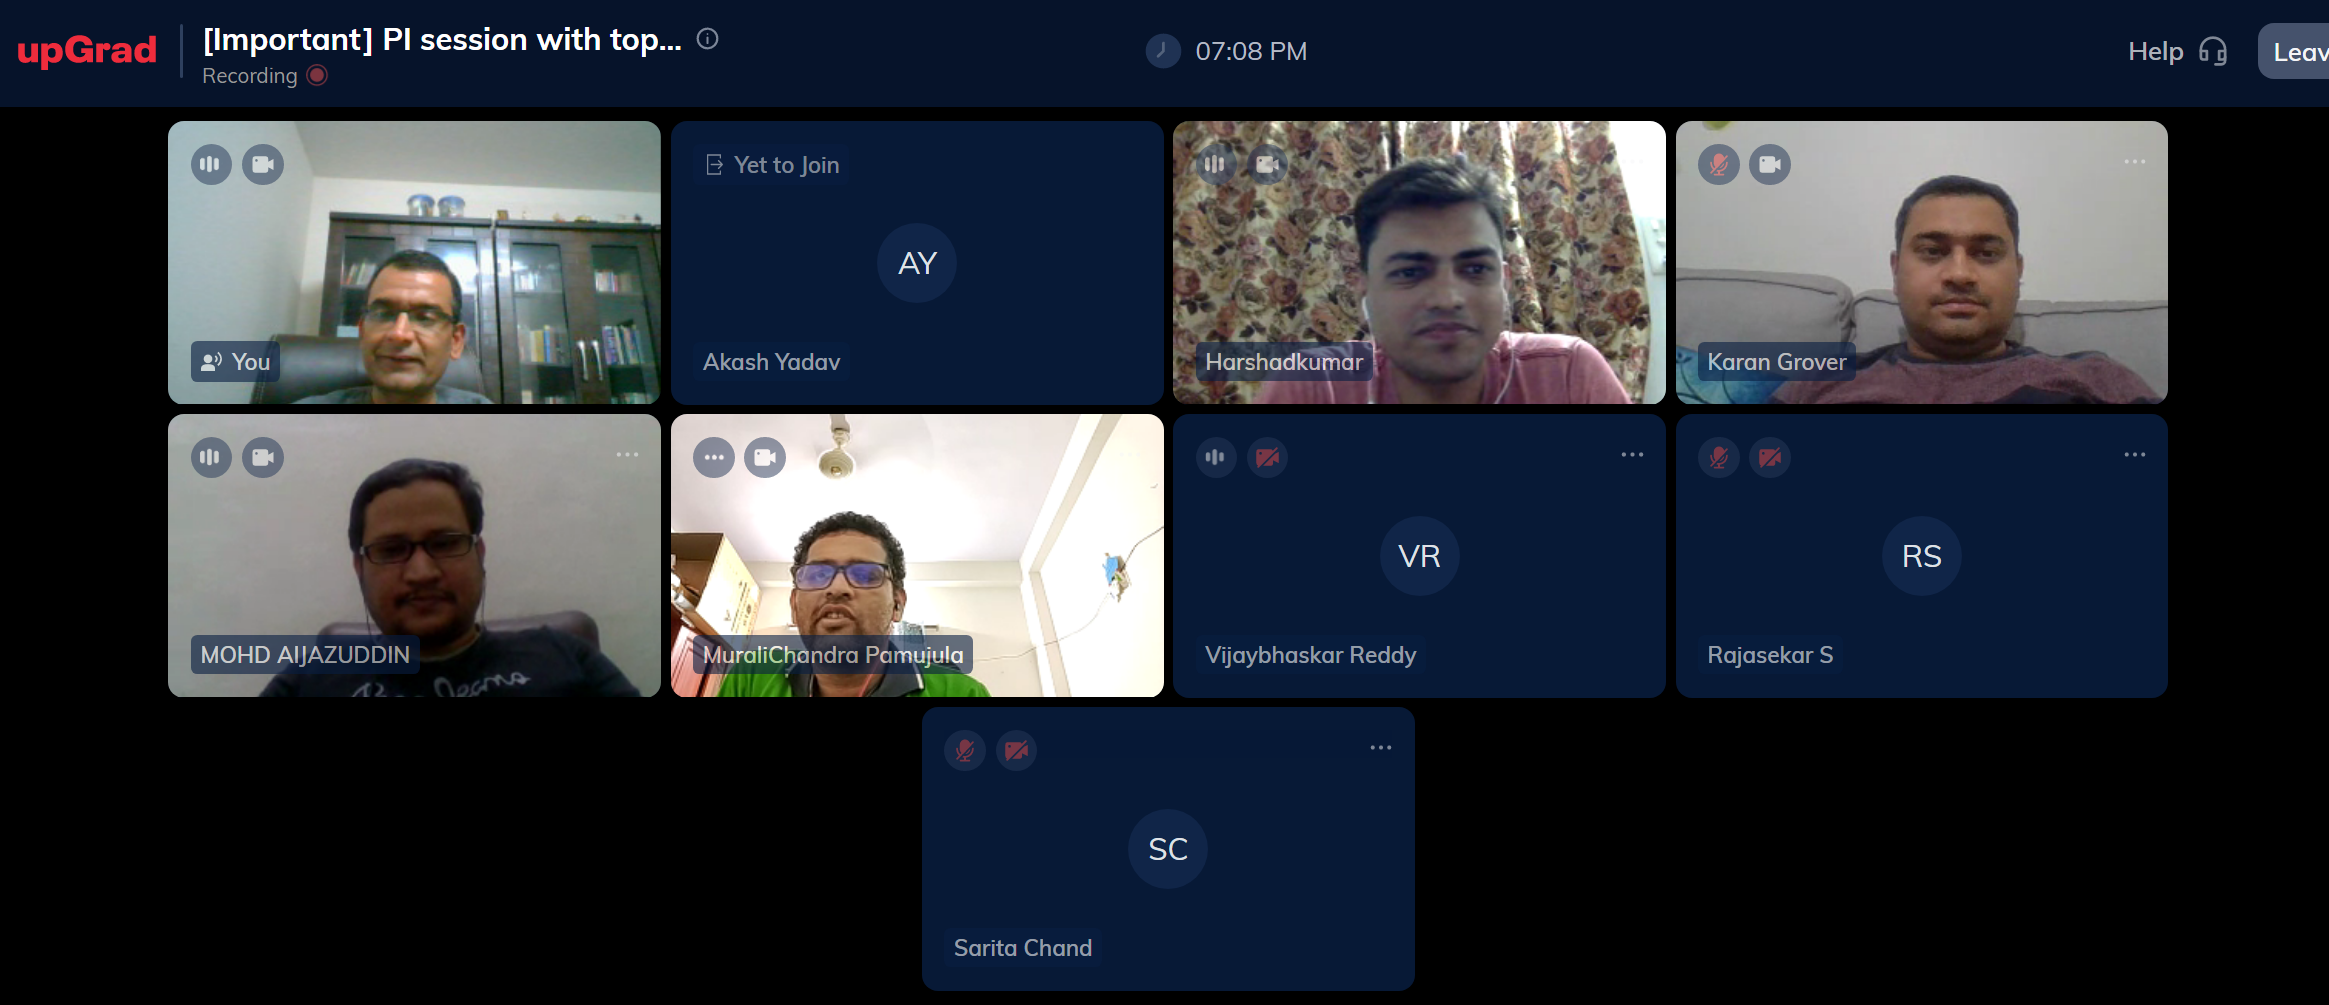 upGrad
[Important] PI session with top...
Recording
07:08 PM
Help
Leav
You
Yet to Join
AY
Akash Yadav
Harshadkumar
Karan Grover
MOHD AIJAZUDDIN
MuraliChandra Pamujula
VR
Vijaybhaskar Reddy
RS
Rajasekar S
SC
Sarita Chand